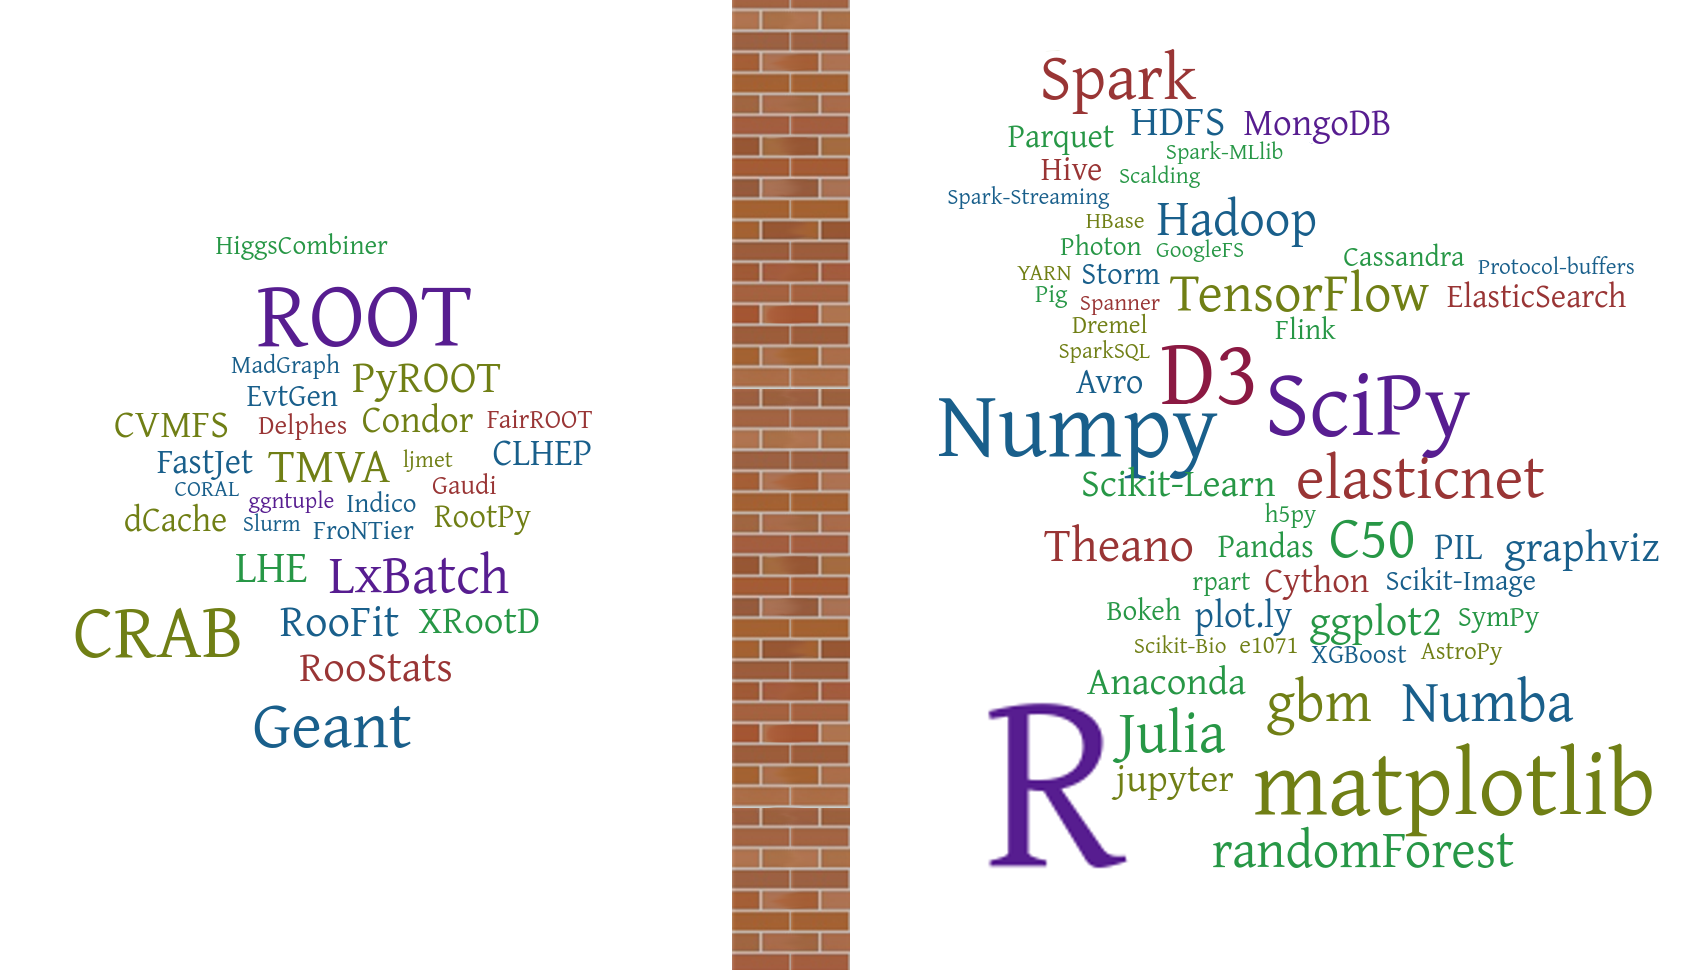 HiggsCombiner
ROOT
MadGraph PyROOT
EvtGen
CVMFS Delphes Condor FairROOT
FastJet TMVA ljmet CLHEP
CORAL ggntuple Indico Gaudi
dCache Slurm FroNTier RootPy
LHE LxBatch
CRAB RooFit XRootD
RooStats
Geant
Spark
Parquet HDFS MongoDB
Spark-MLlib
Hive Scalding
Spark-Streaming
HBase Hadoop
Photon GoogleFS Cassandra Protocol-buffers
YARN Storm TensorFlow ElasticSearch
Pig Spanner
Dremel Flink
SparkSQL
Avro D3 SciPy
Numpy
Scikit-Learn elasticnet
h5py
Theano Pandas C50 PIL graphviz
rpart Cython Scikit-Image
Bokeh plot.ly ggplot2 SymPy
Scikit-Bio e1071 XGBoost AstroPy
Anaconda gbm Numba
R Julia
jupyter matplotlib
randomForest